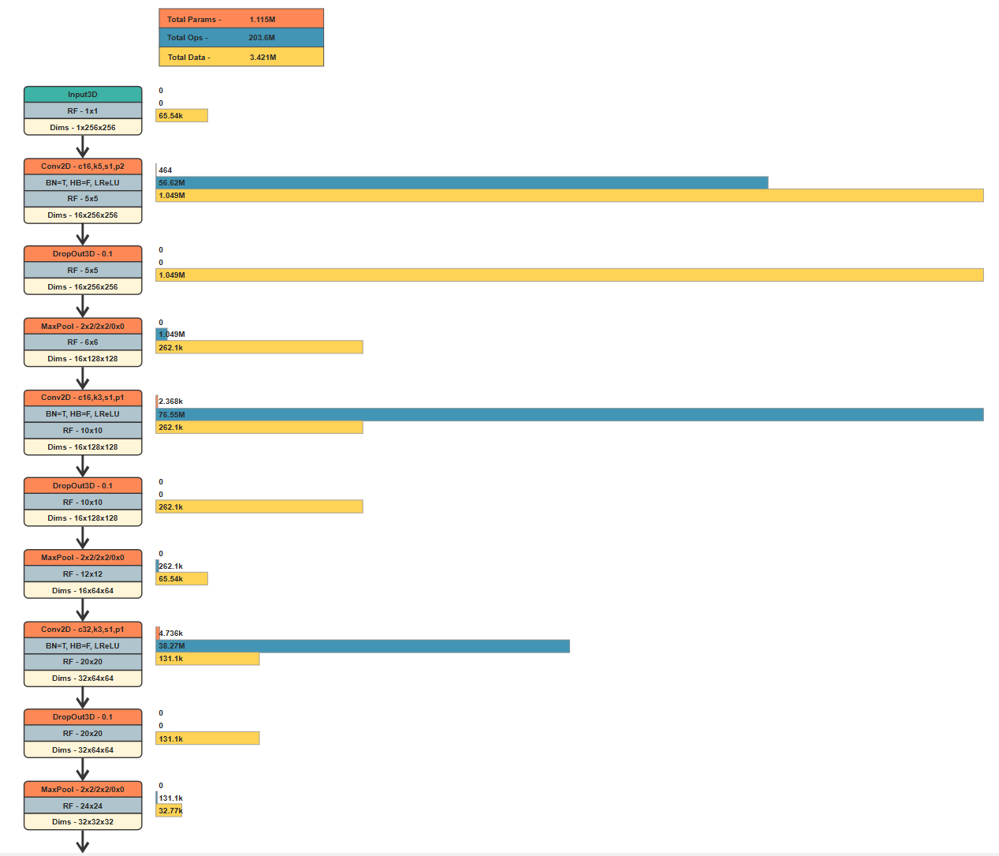 Total Params - 1.115M
Total Ops - 203.6M
Total Data - 3.421M
Input3D
RF - 1x1
Dims - 1x256x256
0
0
65.54k
Conv2D - c16,k5,s1,p2
BN=T, HB=F, LReLU
RF - 5x5
Dims - 16x256x256
464
56.62M
1.049M
DropOut3D - 0.1
RF - 5x5
Dims - 16x256x256
0
0
1.049M
MaxPool - 2x2/2x2/0x0
RF - 6x6
Dims - 16x128x128
0
1.049M
262.1k
Conv2D - c16,k3,s1,p1
BN=T, HB=F, LReLU
RF - 10x10
Dims - 16x128x128
2.368k
76.55M
262.1k
DropOut3D - 0.1
RF - 10x10
Dims - 16x128x128
0
0
262.1k
MaxPool - 2x2/2x2/0x0
RF - 12x12
Dims - 16x64x64
0
262.1k
65.54k
Conv2D - c32,k3,s1,p1
BN=T, HB=F, LReLU
RF - 20x20
Dims - 32x64x64
4.736k
38.27M
131.1k
DropOut3D - 0.1
RF - 20x20
Dims - 32x64x64
0
0
131.1k
MaxPool - 2x2/2x2/0x0
RF - 24x24
Dims - 32x32x32
0
131.1k
32.77k